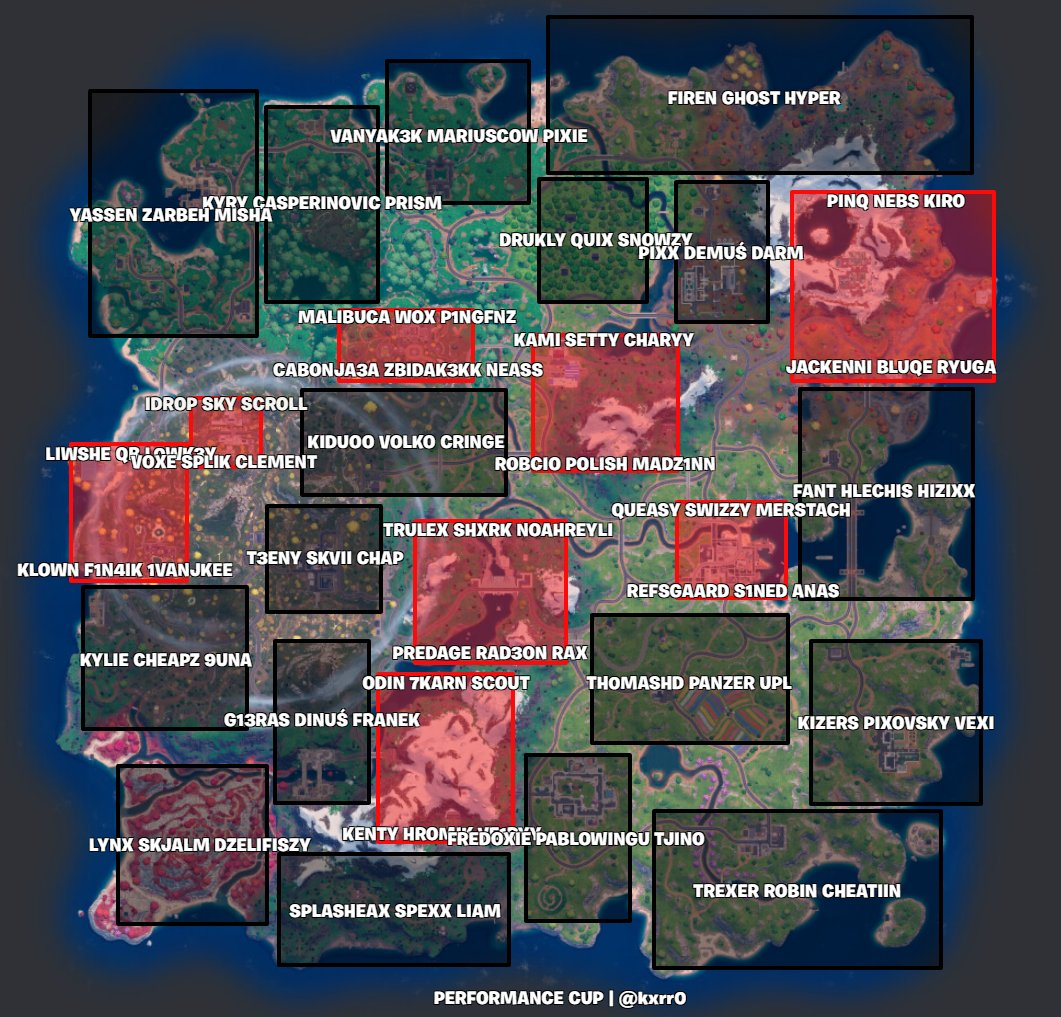 FIREN GHOST HYPER
VANYAK3K MARIUSCOW PIXIE
KYRY CASPERINOVIC PRISM
YASSEN ZARBEH MISHA
PINQ NEBS KIRO
DRUKLY QUIX SNOWZY
PIXX DEMUŚ DARM
MALIBUCA WOX P1NGFNZ
KAMI SETTY CHARYY
CABONJA3A ZBIDAK3KK NEASS
JACKENNI BLUQE RYUGA
IDROP SKY SCROLL
KIDUOO VOLKO CRINGE
LIWSHE QP LOWK3Y
VOXE SPLIK CLEMENT
ROBCIO POLISH MADZ1NN
FANT HLECHIS HIZIXX
QUEASY SWIZZY MERSTACH
TRULEX SHXRK NOAHREYLI
T3ENY SKVII CHAP
KLOWN F1N4IK 1VANJKEE
REFSGAARD S1NED ANAS
PREDAGE RAD3ON RAX
KYLIE CHEAPZ 9UNA
ODIN 7KARN SCOUT
THOMASHD PANZER UPL
G13RAS DINUŚ FRANEK
KIZERS PIXOVSKY VEXI
KENTY
FREDOXIE PABLOWINGU TJINO
LYNX SKJALM DZELIFISZY
TREXER ROBIN CHEATIIN
SPLASHEAX SPEXX LIAM
PERFORMANCE CUP | @kxrr0